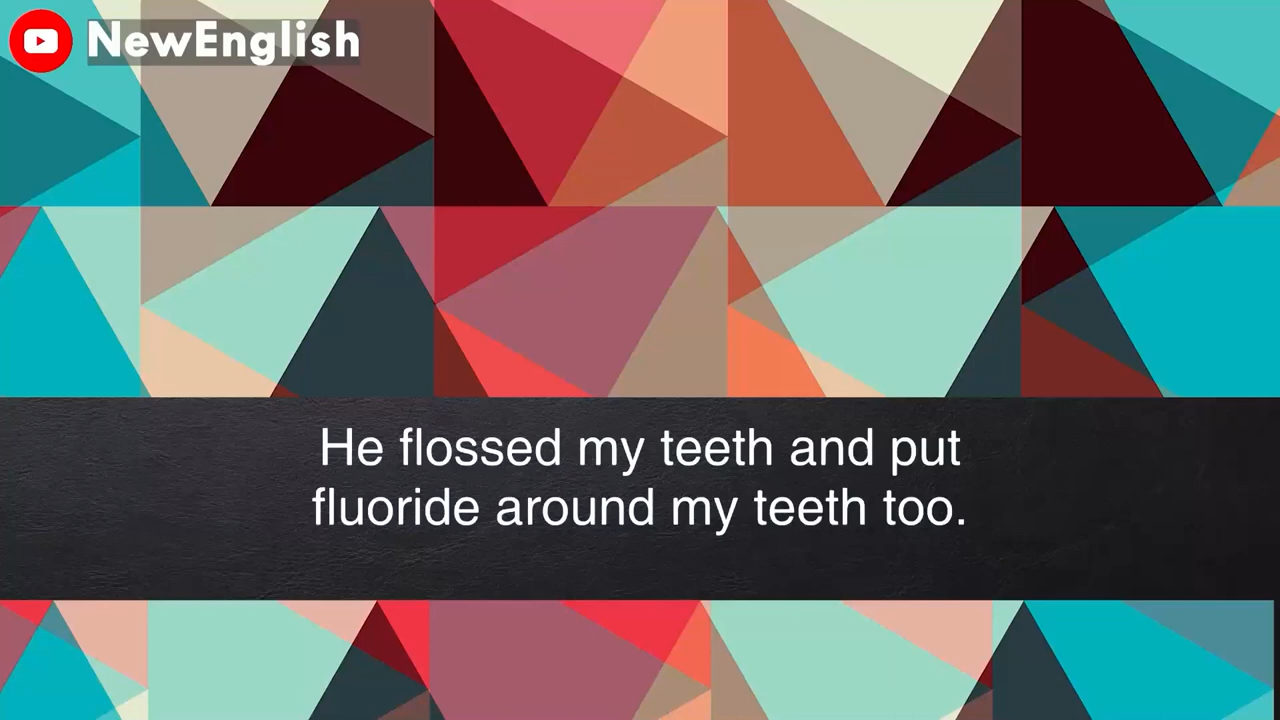 NewEnglish
He flossed my teeth and put
fluoride around my teeth too.